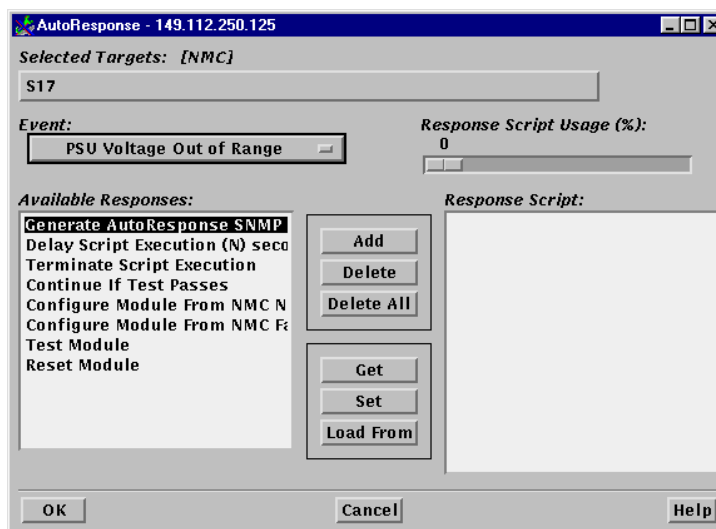 AutoResponse - 149.112.250.125
Selected Targets: [NMC]
S17
Event:
PSU Voltage Out of Range
Response Script Usage (%):
0
Available Responses:
Generate AutoResponse SNMP
Delay Script Execution (N) seco
Terminate Script Execution
Continue If Test Passes
Configure Module From NMC N
Configure Module From NMC Fa
Test Module
Reset Module
Add
Delete
Delete All
Get
Set
Load From
Response Script:
OK
Cancel
Help